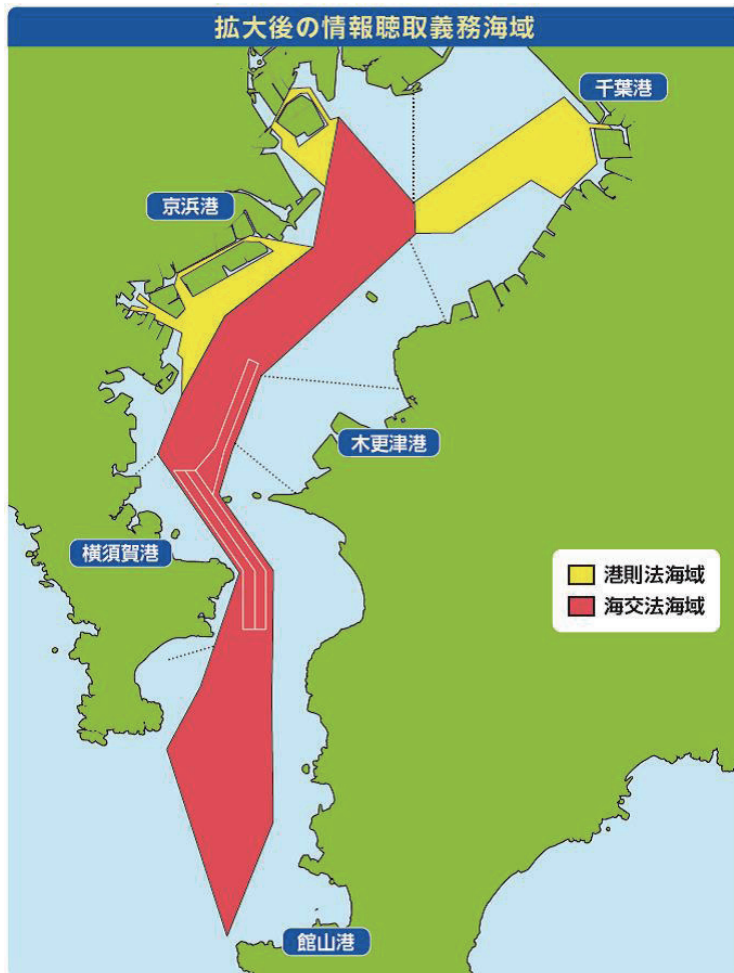 拡大後の情報聴取義務海域
千葉港
京浜港
木更津港
横須賀港
港則法海域
海交法海域
館山港